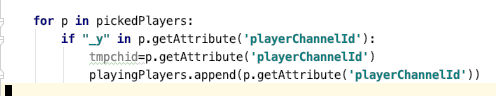 for p in pickedPlayers:
    if "_y" in p.getAttribute('playerChannelId'):
        tmpchid=p.getAttribute('playerChannelId')
        playingPlayers.append(p.getAttribute('playerChannelId'))